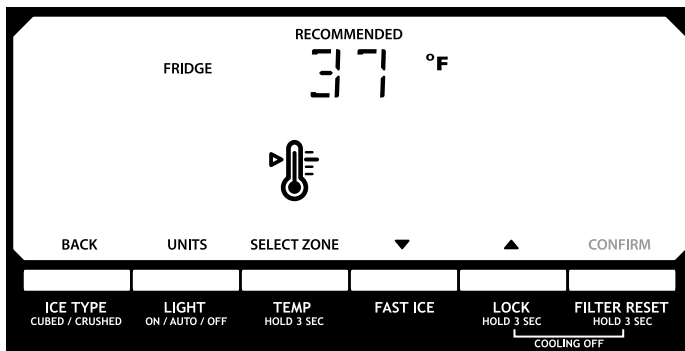 RECOMMENDED
FRIDGE 37 °F
BACK UNITS SELECT ZONE ▼ ▲ CONFIRM
ICE TYPE LIGHT TEMP FAST ICE LOCK FILTER RESET
CUBED / CRUSHED ON / AUTO / OFF HOLD 3 SEC HOLD 3 SEC HOLD 3 SEC
COOLING OFF